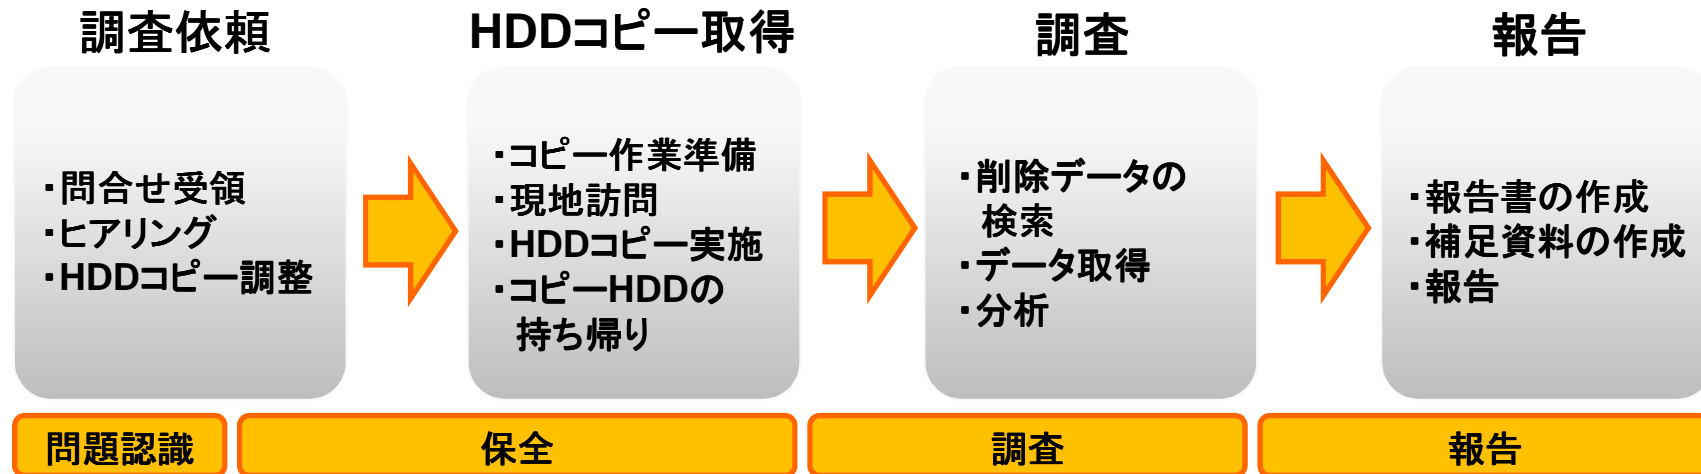 調査依頼
HDDコピー取得
調査
報告
・問合せ受領
・ヒアリング
・HDDコピー調整
・コピー作業準備
・現地訪問
・HDDコピー実施
・コピーHDDの
持ち帰り
・削除データの
検索
・データ取得
・分析
・報告書の作成
・補足資料の作成
・報告
問題認識
保全
調査
報告